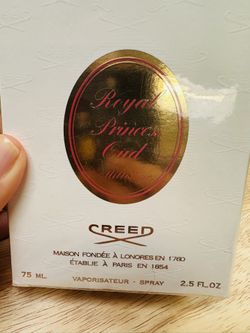 Royal
Princess
Oud
CREED
MAISON FONDÉE À LONDRES EN 1760
ÉTABLIE À PARIS EN 1854
75 ML
VAPORISATEUR - SPRAY
2.5 FL.OZ